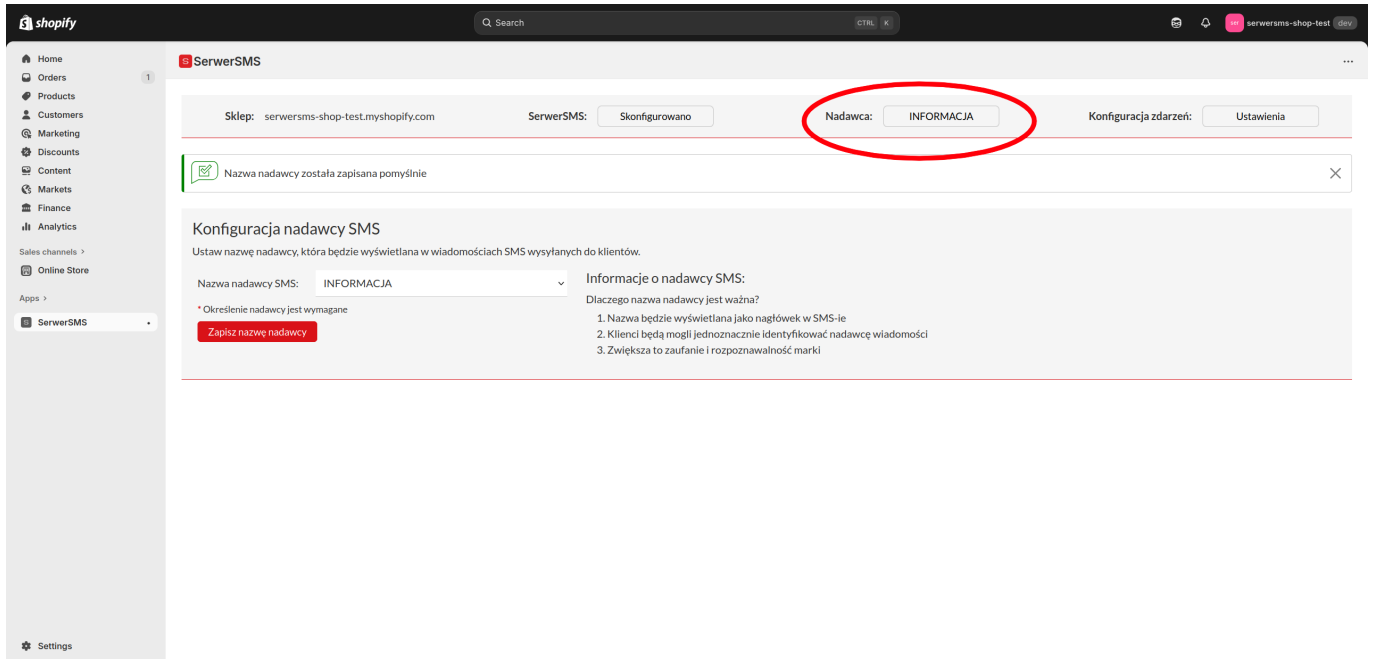 shopify
Search CTRL K
serwersms-shop-test dev
Home
Orders 1
Products
Customers
Marketing
Discounts
Content
Markets
Finance
Analytics
Sales channels >
Online Store
Apps >
SerwerSMS
Settings
S SerwerSMS
Sklep: serwersms-shop-test.myshopify.com SerwerSMS: Skonfigurowano Nadawca: INFORMACJA Konfiguracja zdarzeń: Ustawienia
Nazwa nadawcy została zapisana pomyślnie
Konfiguracja nadawcy SMS
Ustaw nazwę nadawcy, która będzie wyświetlana w wiadomościach SMS wysyłanych do klientów.
Nazwa nadawcy SMS: INFORMACJA
* Określenie nadawcy jest wymagane
Zapisz nazwę nadawcy
Informacje o nadawcy SMS:
Dlaczego nazwa nadawcy jest ważna?
1. Nazwa będzie wyświetlana jako nagłówek w SMS-ie
2. Klienci będą mogli jednoznacznie identyfikować nadawcę wiadomości
3. Zwiększa to zaufanie i rozpoznawalność marki